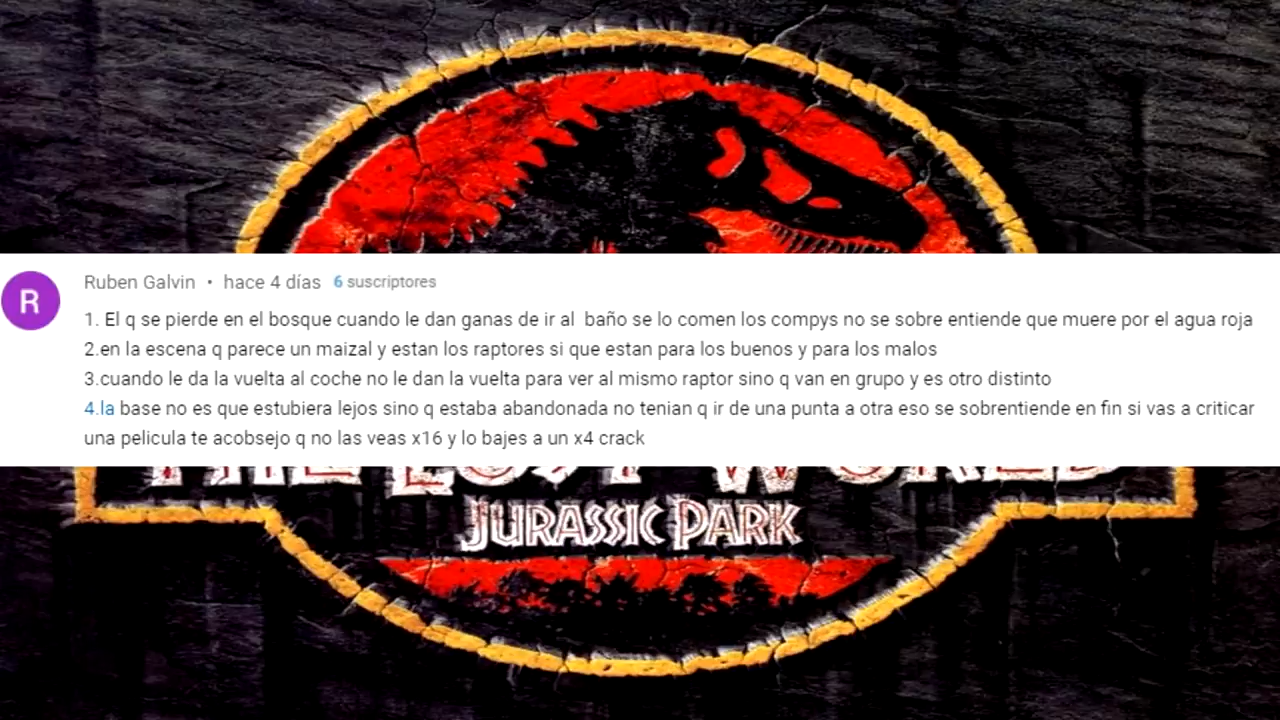 R
Ruben Galvin • hace 4 días 6 suscriptores
1. El q se pierde en el bosque cuando le dan ganas de ir al  baño se lo comen los compys no se sobre entiende que muere por el agua roja
2.en la escena q parece un maizal y estan los raptores si que estan para los buenos y para los malos
3.cuando le da la vuelta al coche no le dan la vuelta para ver al mismo raptor sino q van en grupo y es otro distinto
4.la base no es que estubiera lejos sino q estaba abandonada no tenian q ir de una punta a otra eso se sobrentiende en fin si vas a criticar
una pelicula te acobsejo q no las veas x16 y lo bajes a un x4 crack
THE LOST WORLD
JURASSIC PARK